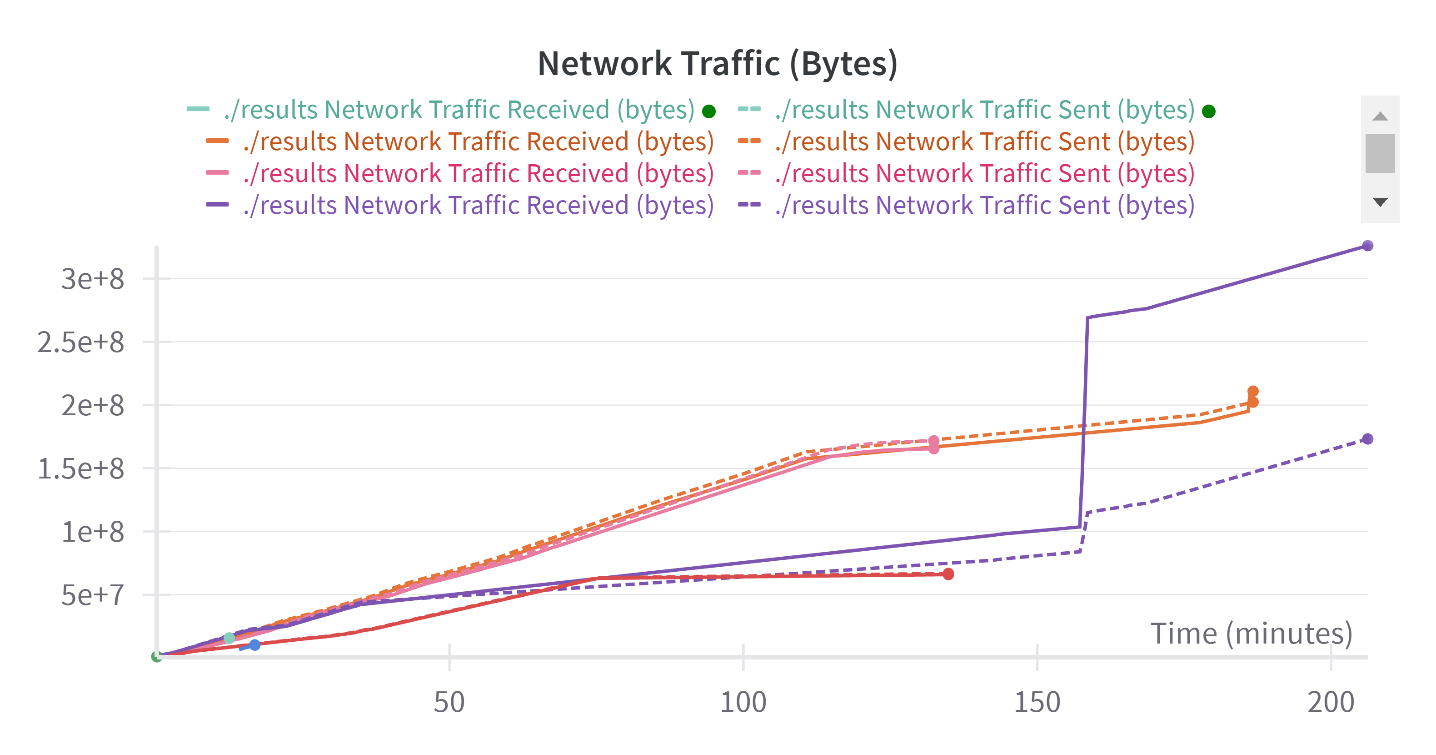 Network Traffic (Bytes)
./results Network Traffic Received (bytes) ./results Network Traffic Sent (bytes)
./results Network Traffic Received (bytes) ./results Network Traffic Sent (bytes)
./results Network Traffic Received (bytes) ./results Network Traffic Sent (bytes)
./results Network Traffic Received (bytes) ./results Network Traffic Sent (bytes)
3e+8
2.5e+8
2e+8
1.5e+8
1e+8
5e+7
Time (minutes)
50 100 150 200